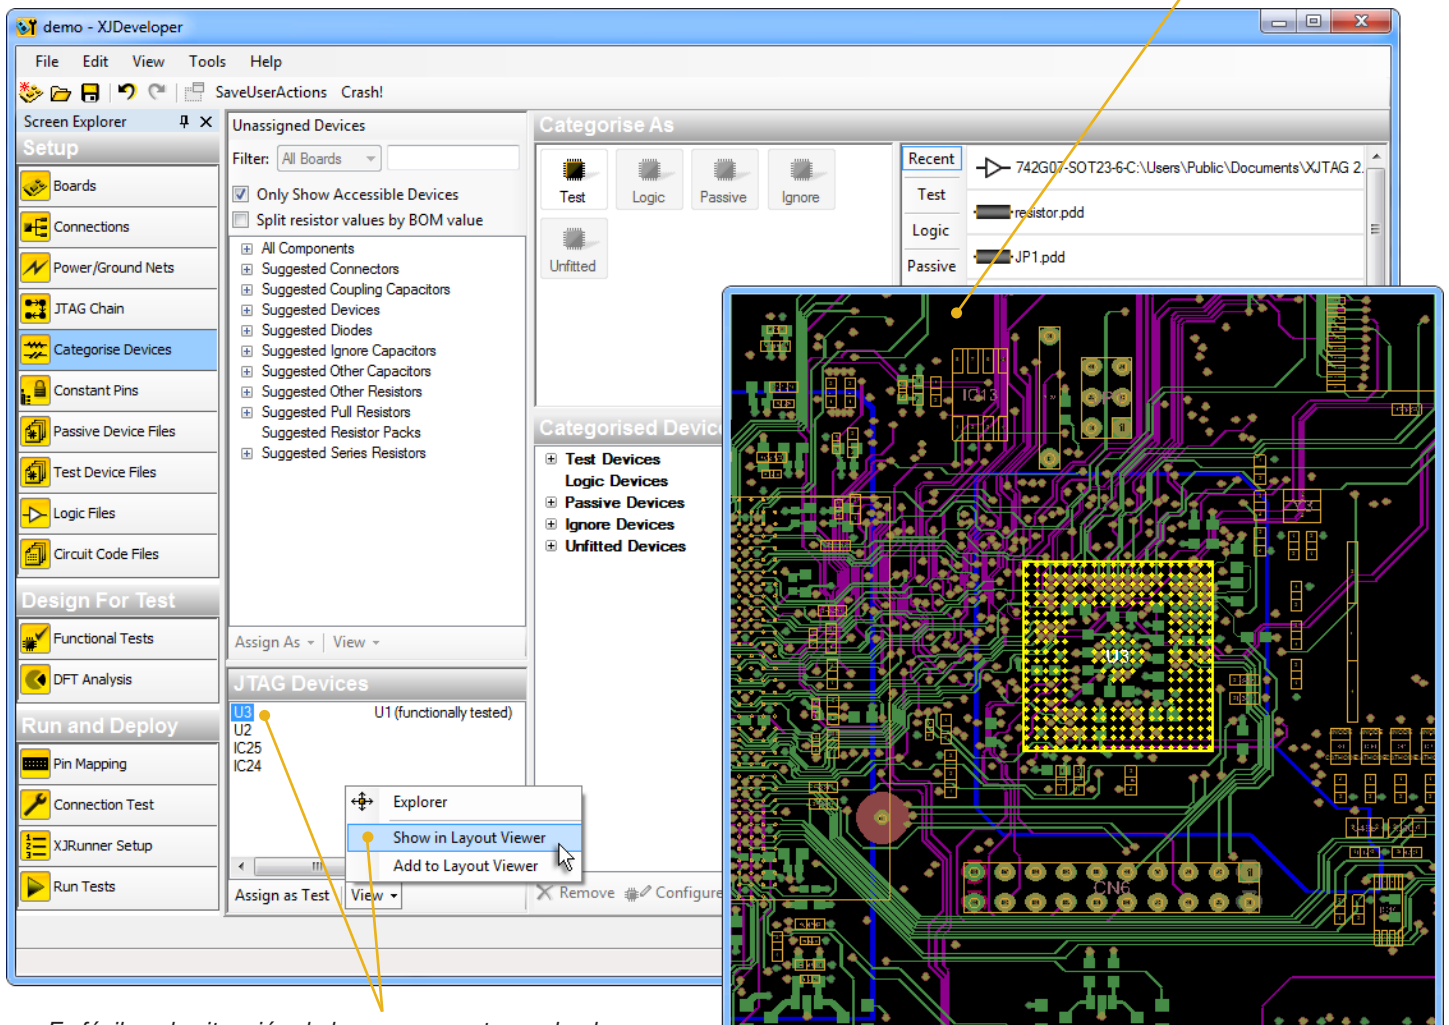 demo - XJDeveloper
File Edit View Tools Help
SaveUserActions Crash!
Screen Explorer
Setup
Boards
Connections
Power/Ground Nets
JTAG Chain
Categorise Devices
Constant Pins
Passive Device Files
Test Device Files
Logic Files
Circuit Code Files
Design For Test
Functional Tests
DFT Analysis
Run and Deploy
Pin Mapping
Connection Test
XJRunner Setup
Run Tests
Unassigned Devices
Filter: All Boards
Only Show Accessible Devices
Split resistor values by BOM value
All Components
Suggested Connectors
Suggested Coupling Capacitors
Suggested Devices
Suggested Diodes
Suggested Ignore Capacitors
Suggested Other Capacitors
Suggested Other Resistors
Suggested Pull Resistors
Suggested Resistor Packs
Suggested Series Resistors
Assign As View
JTAG Devices
U3 U1 (functionally tested)
U2
IC25
IC24
Explorer
Show in Layout Viewer
Add to Layout Viewer
Assign as Test View
Categorise As
Test Logic Passive Ignore
Unfitted
Recent
Test
Logic
Passive
742G07-SOT23-6-C:\Users\Public\Documents\XJTAG 2.
resistor.pdd
JP1.pdd
Categorised Devic
Test Devices
Logic Devices
Passive Devices
Ignore Devices
Unfitted Devices
Remove Configure
IC13
U3
CN6